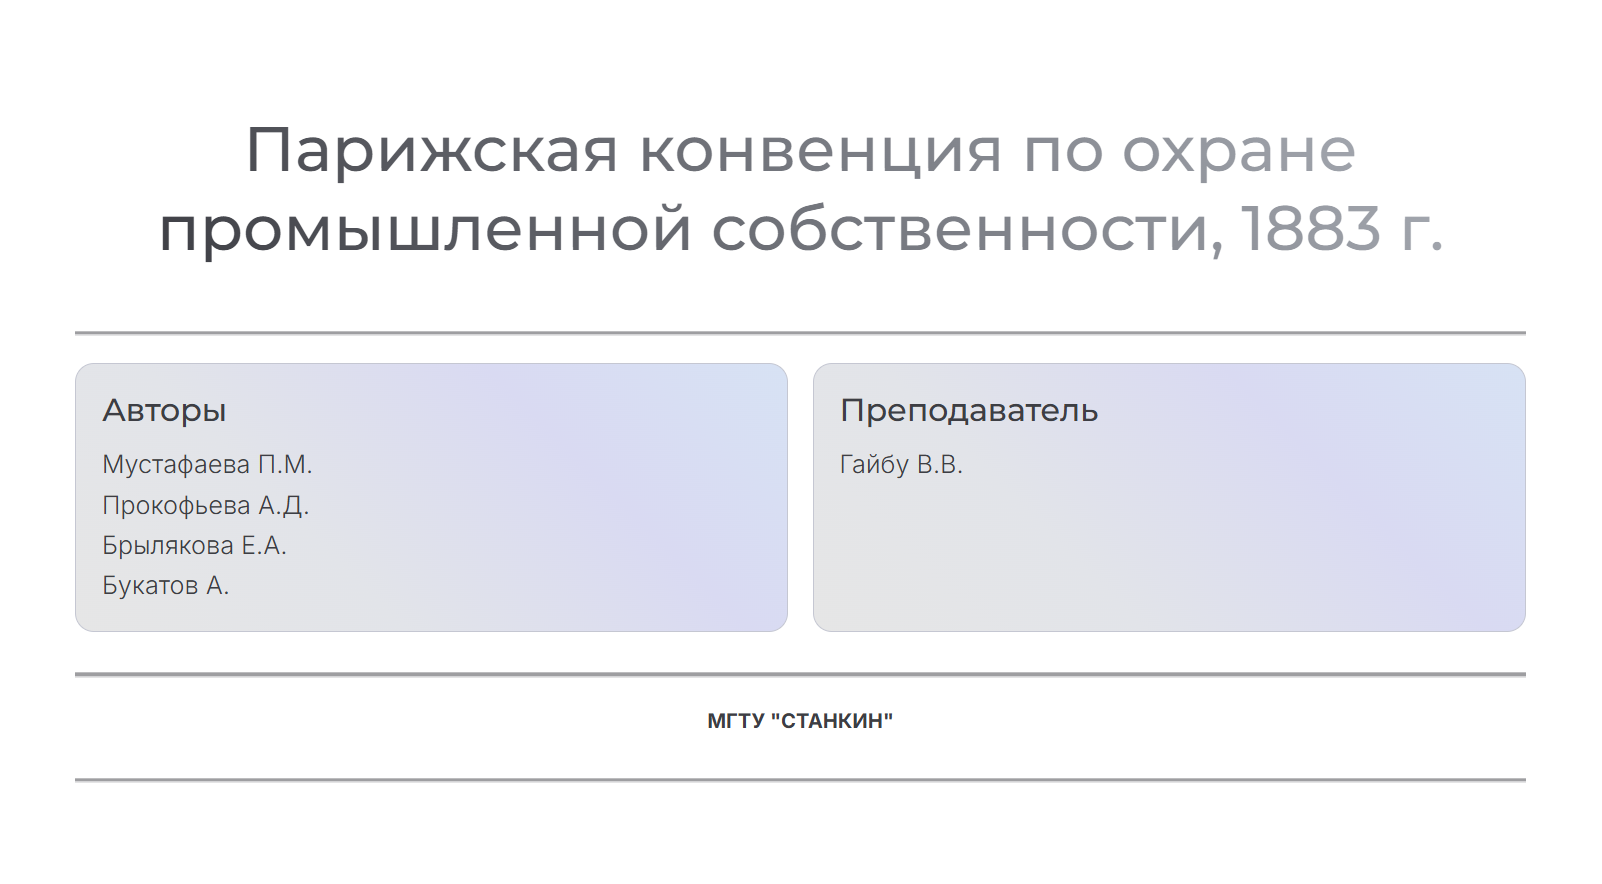 Парижская конвенция по охране
промышленной собственности, 1883 г.
Авторы
Мустафаева П.М.
Прокофьева А.Д.
Брылякова Е.А.
Букатов А.
Преподаватель
Гайбу В.В.
МГТУ "СТАНКИН"